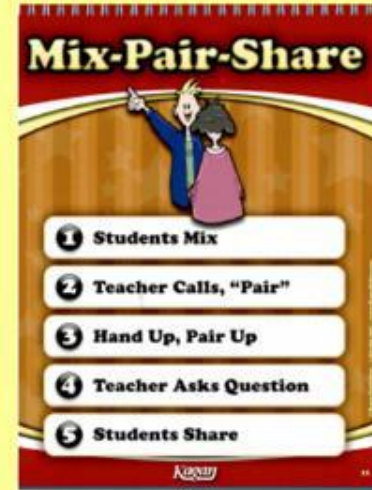 Mix-Pair-Share
1 Students Mix
2 Teacher Calls, "Pair"
3 Hand Up, Pair Up
4 Teacher Asks Question
5 Students Share
Kagan